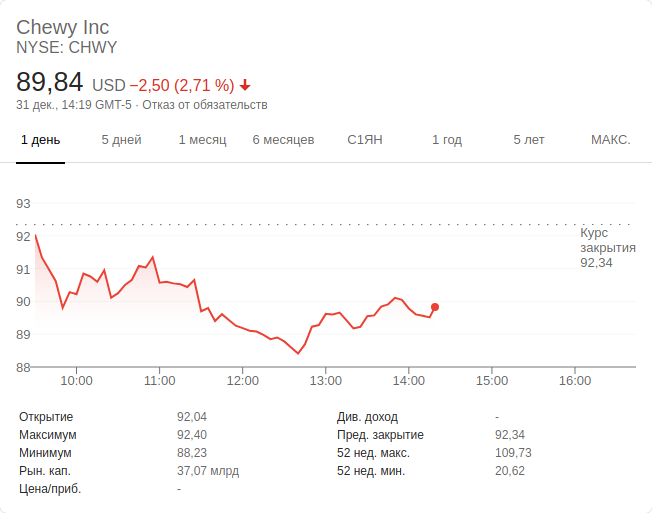 Chewy Inc
NYSE: CHWY
89,84 USD −2,50 (2,71 %)
31 дек., 14:19 GMT-5 · Отказ от обязательств
1 день 5 дней 1 месяц 6 месяцев С1ЯН 1 год 5 лет МАКС.
93
92
91
90
89
88
Курс
закрытия
92,34
10:00 11:00 12:00 13:00 14:00 15:00 16:00
Открытие 92,04 Див. доход -
Максимум 92,40 Пред. закрытие 92,34
Минимум 88,23 52 нед. макс. 109,73
Рын. кап. 37,07 млрд 52 нед. мин. 20,62
Цена/приб. -